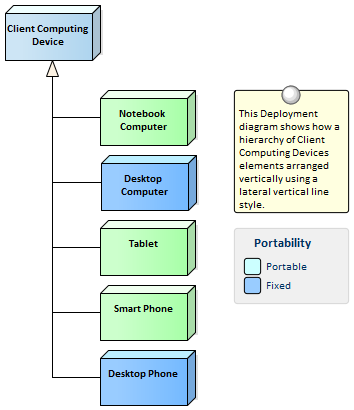 Client Computing
Device
Notebook
Computer
Desktop
Computer
Tablet
Smart Phone
Desktop Phone
This Deployment
diagram shows how a
hierarchy of Client
Computing Devices
elements arranged
vertically using a
lateral vertical line
style.
Portability
Portable
Fixed